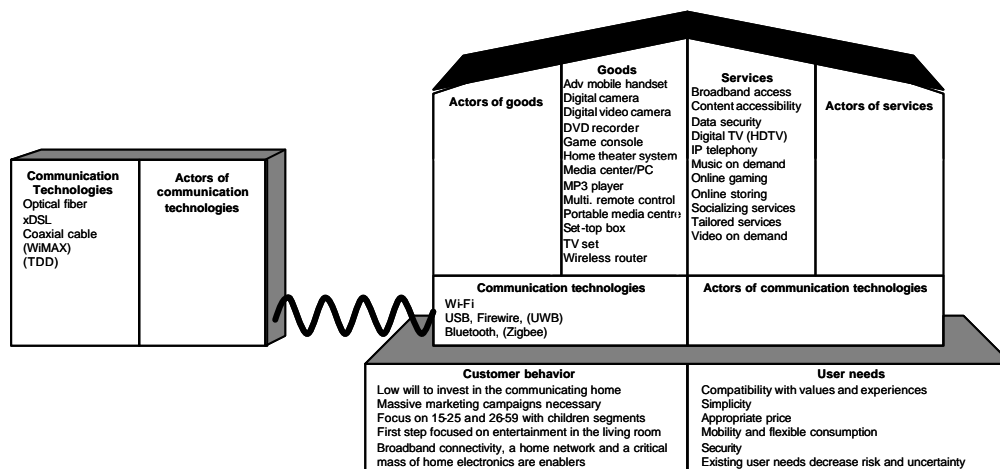 Communication
Technologies
Optical fiber
xDSL
Coaxial cable
(WiMAX)
(TDD)
Actors of
communication
technologies
Actors of goods
Goods
Adv mobile handset
Digital camera
Digital video camera
DVD recorder
Game console
Home theater system
Media center/PC
MP3 player
Multi. remote control
Portable media centre
Set-top box
TV set
Wireless router
Services
Broadband access
Content accessibility
Data security
Digital TV (HDTV)
IP telephony
Music on demand
Online gaming
Online storing
Socializing services
Tailored services
Video on demand
Actors of services
Communication technologies
Wi-Fi
USB, Firewire, (UWB)
Bluetooth, (Zigbee)
Actors of communication technologies
Customer behavior
Low will to invest in the communicating home
Massive marketing campaigns necessary
Focus on 15-25 and 26-59 with children segments
First step focused on entertainment in the living room
Broadband connectivity, a home network and a critical
mass of home electronics are enablers
User needs
Compatibility with values and experiences
Simplicity
Appropriate price
Mobility and flexible consumption
Security
Existing user needs decrease risk and uncertainty